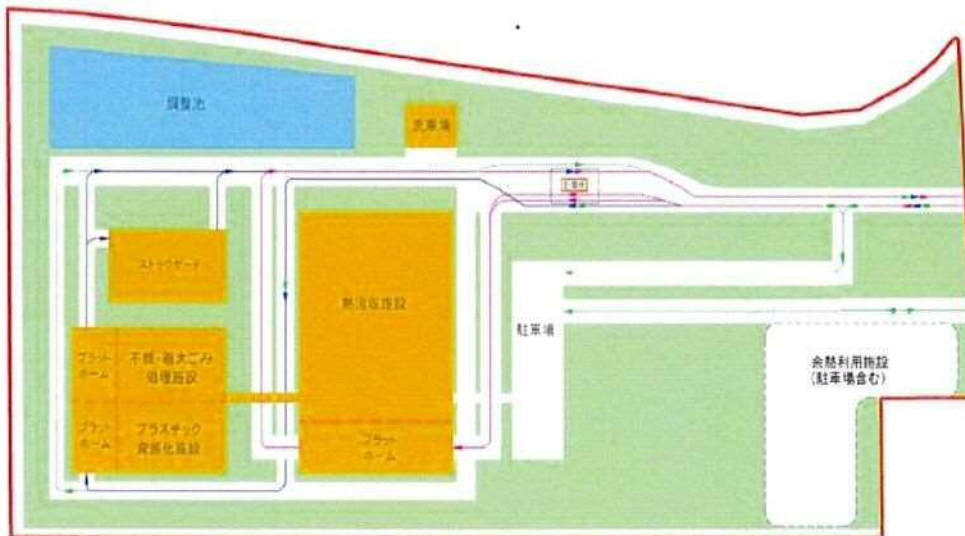 調整池
洗車場
計量棟
ストックヤード
熱回収施設
駐車場
余熱利用施設
(駐車場含む)
プラット
ホーム
不燃・粗大ごみ
処理施設
プラット
ホーム
プラスチック
資源化施設
プラット
ホーム